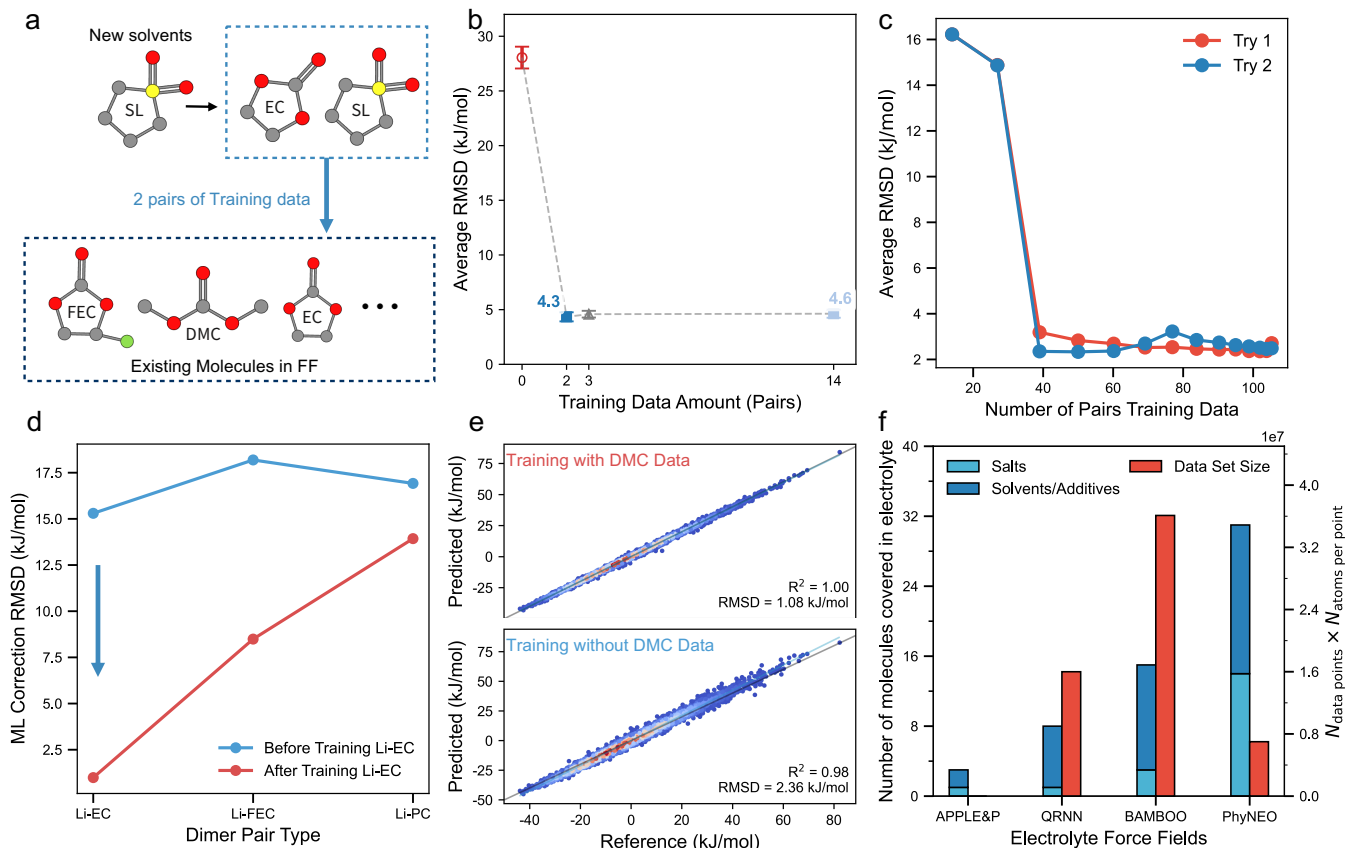 a
New solvents
SL
EC
SL
2 pairs of Training data
FEC
DMC
EC
Existing Molecules in FF
b
Average RMSD (kJ/mol)
30
25
20
15
10
5
0
4.3
4.6
0
2
3
14
Training Data Amount (Pairs)
c
Average RMSD (kJ/mol)
16
14
12
10
8
6
4
2
Try 1
Try 2
20
40
60
80
100
Number of Pairs Training Data
d
ML Correction RMSD (kJ/mol)
17.5
15.0
12.5
10.0
7.5
5.0
2.5
Before Training Li-EC
After Training Li-EC
Li-EC
Li-FEC
Li-PC
Dimer Pair Type
e
Training with DMC Data
Predicted (kJ/mol)
75
50
25
0
-25
R² = 1.00
RMSD = 1.08 kJ/mol
Training without DMC Data
Predicted (kJ/mol)
75
50
25
0
-25
-50
R² = 0.98
RMSD = 2.36 kJ/mol
-40
-20
0
20
40
60
80
Reference (kJ/mol)
f
1e7
Number of molecules covered in electrolyte
40
32
24
16
8
0
Salts
Solvents/Additives
Data Set Size
4.0
3.2
2.4
1.6
0.8
0.0
N data points × N atoms per point
APPLE&P
QRNN
BAMBOO
PhyNEO
Electrolyte Force Fields